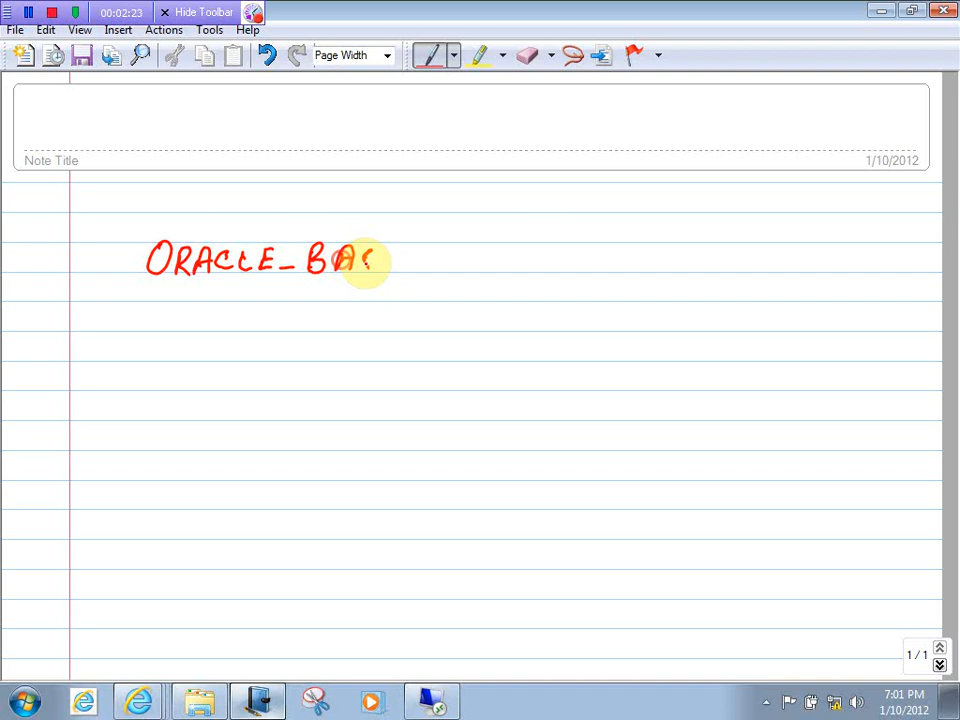 00:02:23 Hide Toolbar
File Edit View Insert Actions Tools Help
Page Width
Note Title 1/10/2012
ORACLE_BAS
1 / 1
7:01 PM
1/10/2012